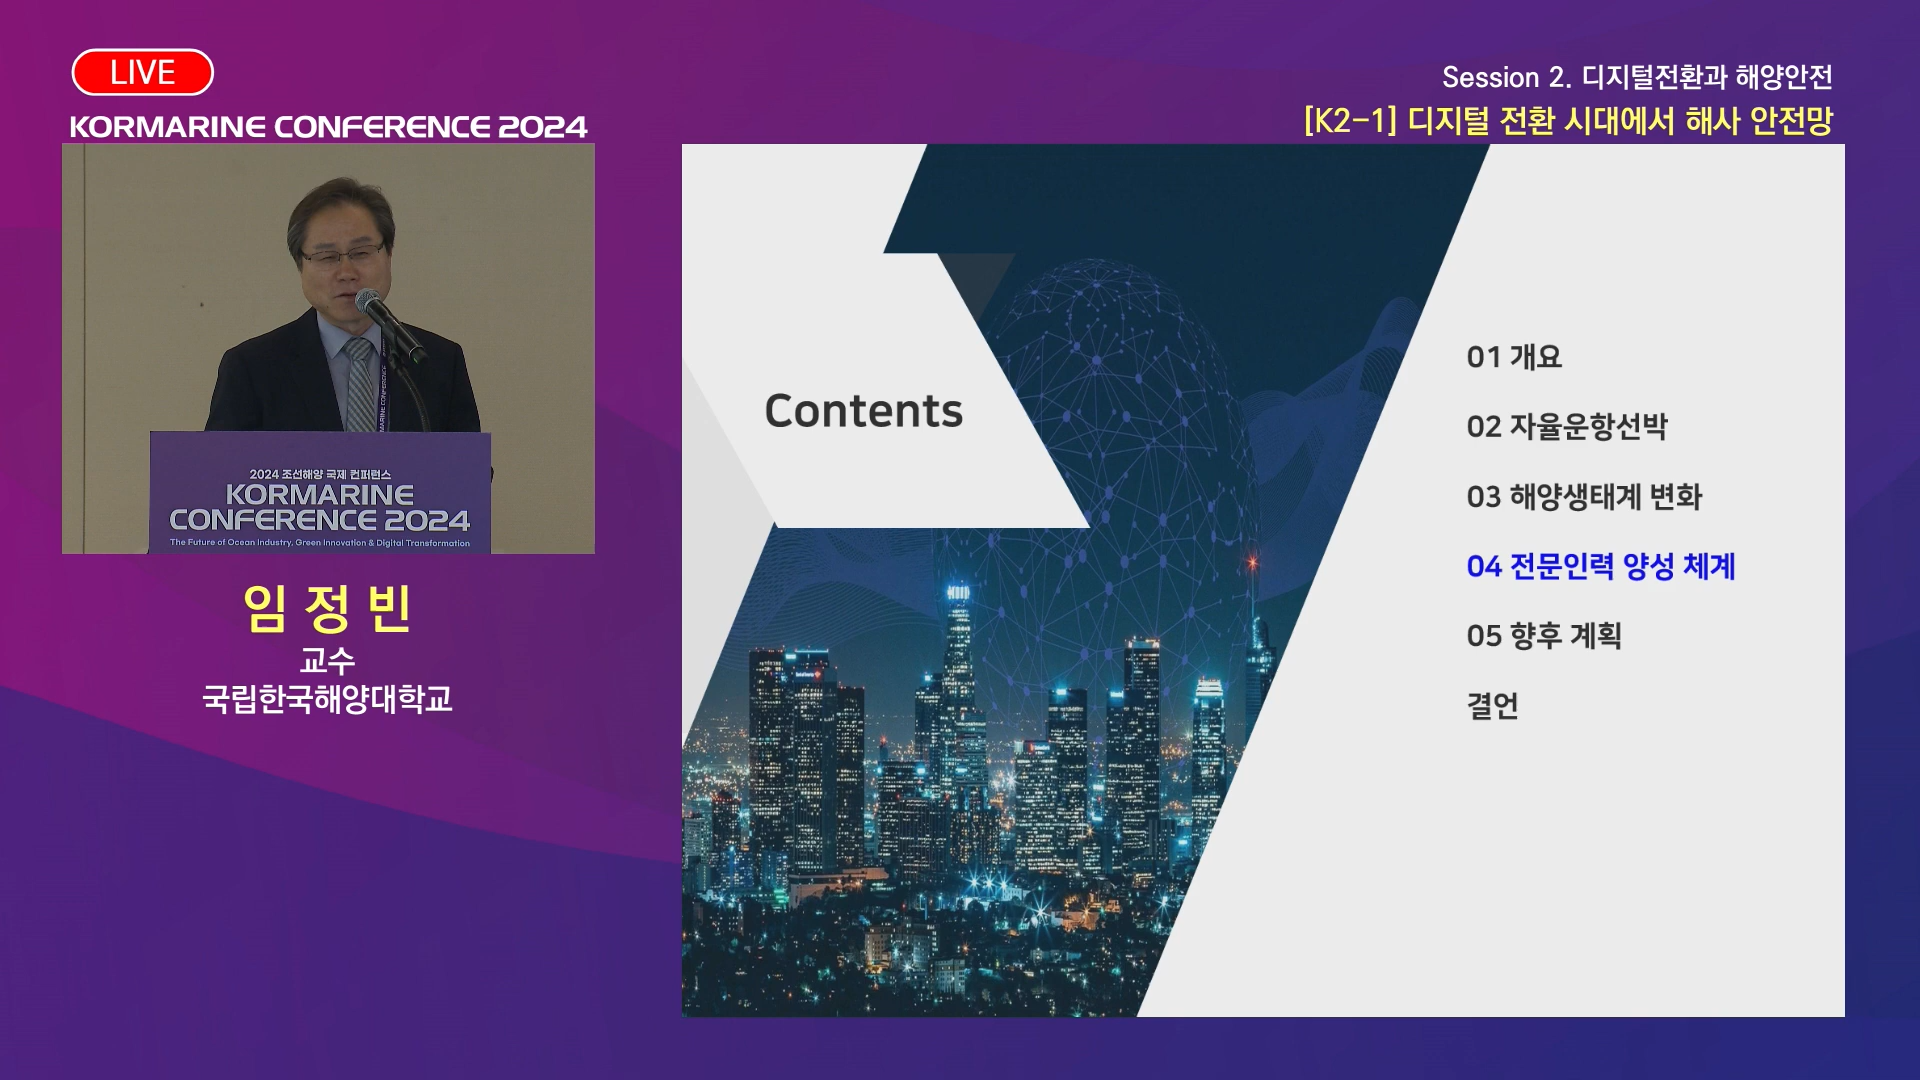 LIVE
KORMARINE CONFERENCE 2024
Session 2. 디지털전환과 해양안전
[K2-1] 디지털 전환 시대에서 해사 안전망
2024 조선해양 국제 컨퍼런스
KORMARINE
CONFERENCE 2024
The Future of Ocean Industry, Green Innovation & Digital Transformation
임정빈
교수
국립한국해양대학교
Contents
01 개요
02 자율운항선박
03 해양생태계 변화
04 전문인력 양성 체계
05 향후 계획
결언